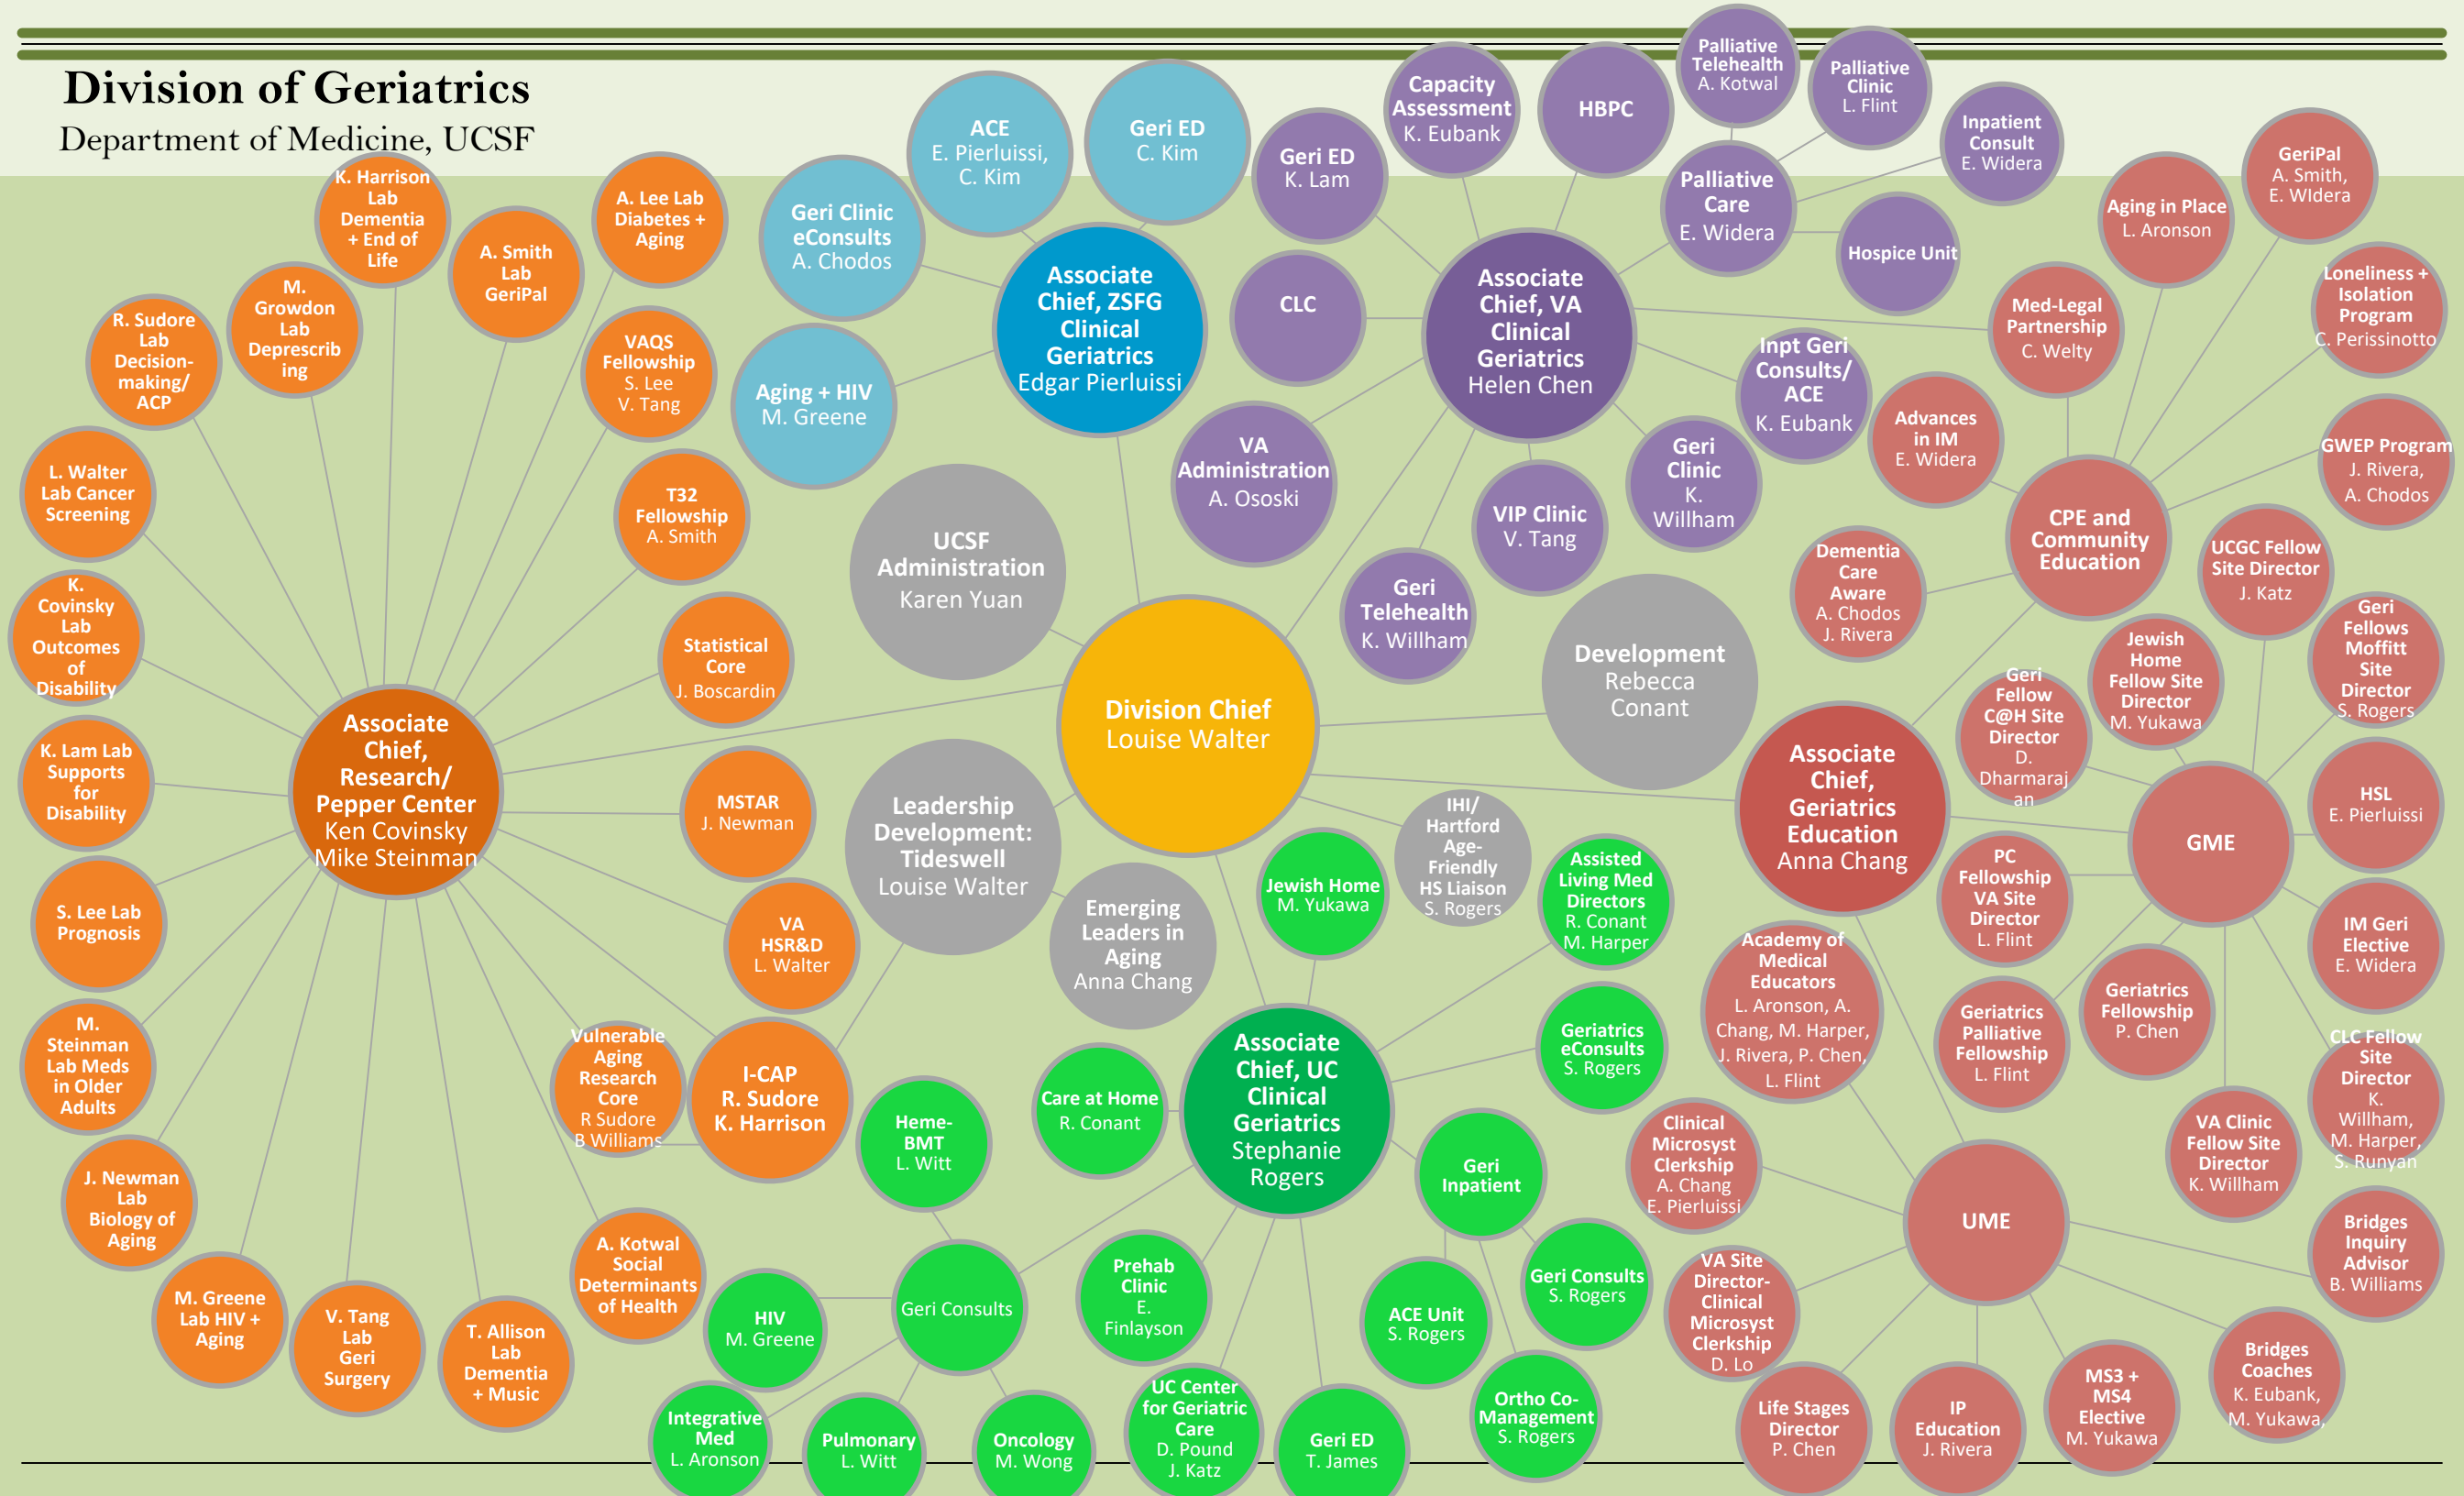 Division of Geriatrics
Department of Medicine, UCSF
K. Harrison
Lab
Dementia
+ End of
Life
A. Smith
Lab
GeriPal
A. Lee Lab
Diabetes +
Aging
M.
Growdon
Lab
Deprescrib
ing
R. Sudore
Lab
Decision-
making/
ACP
VAQS
Fellowship
S. Lee
V. Tang
L. Walter
Lab Cancer
Screening
T32
Fellowship
A. Smith
K.
Covinsky
Lab
Outcomes
of
Disability
Statistical
Core
J. Boscardin
K. Lam Lab
Supports
for
Disability
Associate
Chief,
Research/
Pepper Center
Ken Covinsky
Mike Steinman
MSTAR
J. Newman
S. Lee Lab
Prognosis
VA
HSR&D
L. Walter
M.
Steinman
Lab Meds
in Older
Adults
Vulnerable
Aging
Research
Core
R Sudore
B Williams
I-CAP
R. Sudore
K. Harrison
J. Newman
Lab
Biology of
Aging
A. Kotwal
Social
Determinants
of Health
M. Greene
Lab HIV +
Aging
V. Tang
Lab
Geri
Surgery
T. Allison
Lab
Dementia
+ Music
ACE
E. Pierluissi,
C. Kim
Geri ED
C. Kim
Geri Clinic
eConsults
A. Chodos
Aging + HIV
M. Greene
Associate
Chief, ZSFG
Clinical
Geriatrics
Edgar Pierluissi
UCSF
Administration
Karen Yuan
Division Chief
Louise Walter
Development
Rebecca
Conant
Leadership
Development:
Tideswell
Louise Walter
Emerging
Leaders in
Aging
Anna Chang
IHI/
Hartford
Age-
Friendly
HS Liaison
S. Rogers
Geri ED
K. Lam
Capacity
Assessment
K. Eubank
HBPC
Palliative
Telehealth
A. Kotwal
Palliative
Clinic
L. Flint
Inpatient
Consult
E. Widera
Palliative
Care
E. Widera
Hospice Unit
CLC
Associate
Chief, VA
Clinical
Geriatrics
Helen Chen
Inpt Geri
Consults/
ACE
K. Eubank
VA
Administration
A. Ososki
Geri
Clinic
K.
Willham
VIP Clinic
V. Tang
Geri
Telehealth
K. Willham
GeriPal
A. Smith,
E. WIdera
Aging in Place
L. Aronson
Loneliness +
Isolation
Program
C. Perissinotto
Med-Legal
Partnership
C. Welty
Advances
in IM
E. Widera
GWEP Program
J. Rivera,
A. Chodos
CPE and
Community
Education
Dementia
Care
Aware
A. Chodos
J. Rivera
UCGC Fellow
Site Director
J. Katz
Geri
Fellows
Moffitt
Site
Director
S. Rogers
Jewish
Home
Fellow Site
Director
M. Yukawa
Geri
Fellow
C@H Site
Director
D.
Dharmaraj
an
Associate
Chief,
Geriatrics
Education
Anna Chang
GME
HSL
E. Pierluissi
PC
Fellowship
VA Site
Director
L. Flint
IM Geri
Elective
E. Widera
Academy of
Medical
Educators
L. Aronson, A.
Chang, M. Harper,
J. Rivera, P. Chen,
L. Flint
Geriatrics
Palliative
Fellowship
L. Flint
Geriatrics
Fellowship
P. Chen
CLC Fellow
Site
Director
K.
Willham,
M. Harper,
S. Runyan
VA Clinic
Fellow Site
Director
K. Willham
Clinical
Microsyst
Clerkship
A. Chang
E. Pierluissi
UME
Bridges
Inquiry
Advisor
B. Williams
VA Site
Director-
Clinical
Microsyst
Clerkship
D. Lo
Bridges
Coaches
K. Eubank,
M. Yukawa,
Life Stages
Director
P. Chen
IP
Education
J. Rivera
MS3 +
MS4
Elective
M. Yukawa
Jewish Home
M. Yukawa
Assisted
Living Med
Directors
R. Conant
M. Harper
Associate
Chief, UC
Clinical
Geriatrics
Stephanie
Rogers
Geriatrics
eConsults
S. Rogers
Care at Home
R. Conant
Heme-
BMT
L. Witt
Geri
Inpatient
Geri Consults
HIV
M. Greene
Prehab
Clinic
E.
Finlayson
ACE Unit
S. Rogers
Geri Consults
S. Rogers
Integrative
Med
L. Aronson
Pulmonary
L. Witt
Oncology
M. Wong
UC Center
for Geriatric
Care
D. Pound
J. Katz
Geri ED
T. James
Ortho Co-
Management
S. Rogers